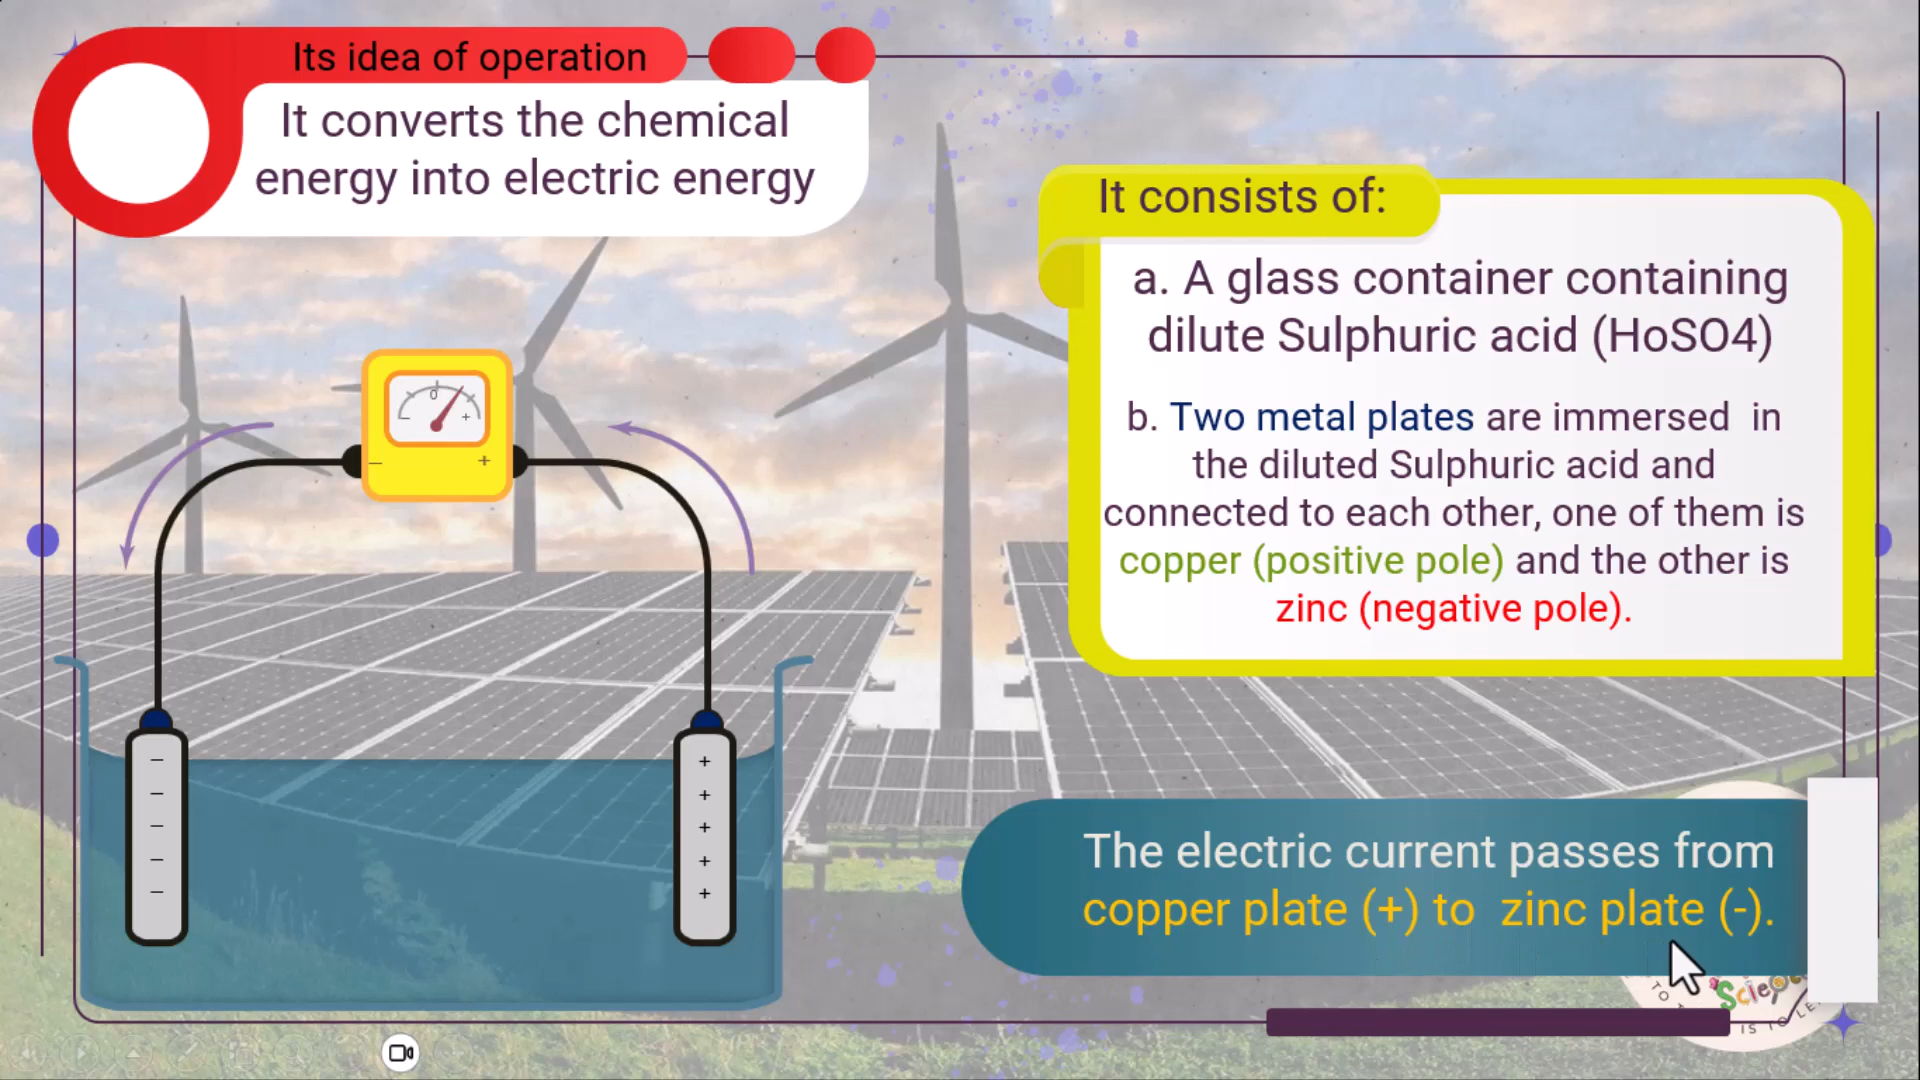 Its idea of operation
It converts the chemical
energy into electric energy
It consists of:
a. A glass container containing
dilute Sulphuric acid (HoSO4)
b. Two metal plates are immersed in
the diluted Sulphuric acid and
connected to each other, one of them is
copper (positive pole) and the other is
zinc (negative pole).
0
− +
− +
− +
− +
− +
− +
− +
The electric current passes from
copper plate (+) to zinc plate (-).
IS TO